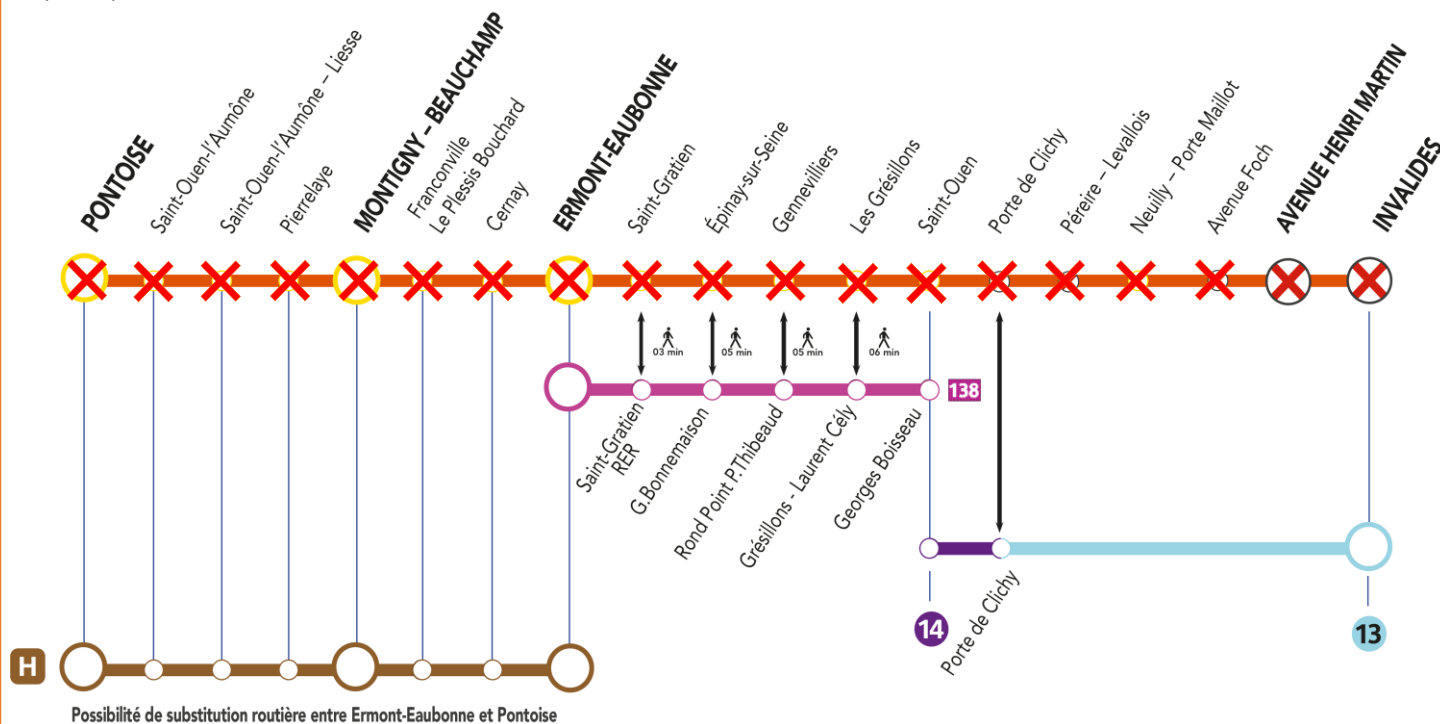 PONTOISE
Saint-Ouen-l'Aumône
Saint-Ouen-l'Aumône – Liesse
Pierrelaye
MONTIGNY – BEAUCHAMP
Franconville
Le Plessis Bouchard
Cernay
ERMONT-EAUBONNE
Saint-Gratien
Épinay-sur-Seine
Gennevilliers
Les Grésillons
Saint-Ouen
Porte de Clichy
Péreire – Levallois
Neuilly – Porte Maillot
Avenue Foch
AVENUE HENRI MARTIN
INVALIDES
03 min
05 min
05 min
06 min
138
Saint-Gratien
RER
G.Bonnemaison
Rond Point P.Thibeaud
Grésillons - Laurent Cély
Georges Boisseau
14
Porte de Clichy
13
H
Possibilité de substitution routière entre Ermont-Eaubonne et Pontoise